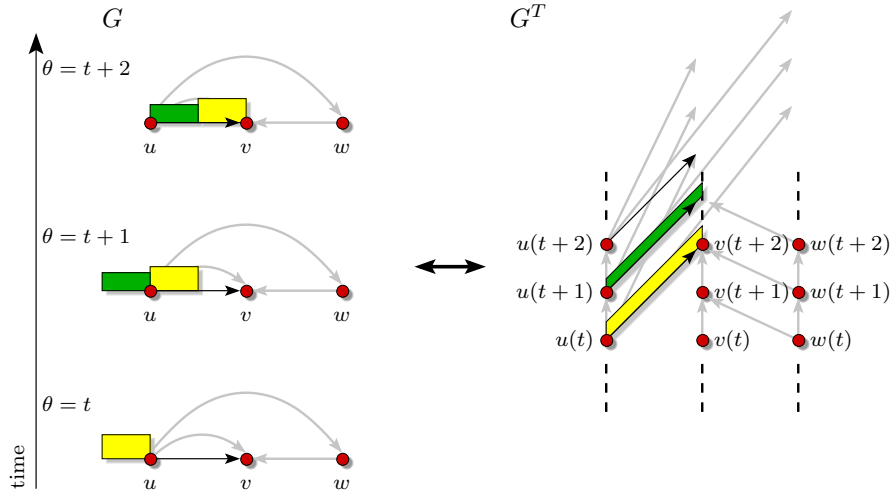 G
G^T
θ = t + 2
u
v
w
θ = t + 1
u
v
w
θ = t
u
v
w
time
u(t + 2)
v(t + 2)
w(t + 2)
u(t + 1)
v(t + 1)
w(t + 1)
u(t)
v(t)
w(t)